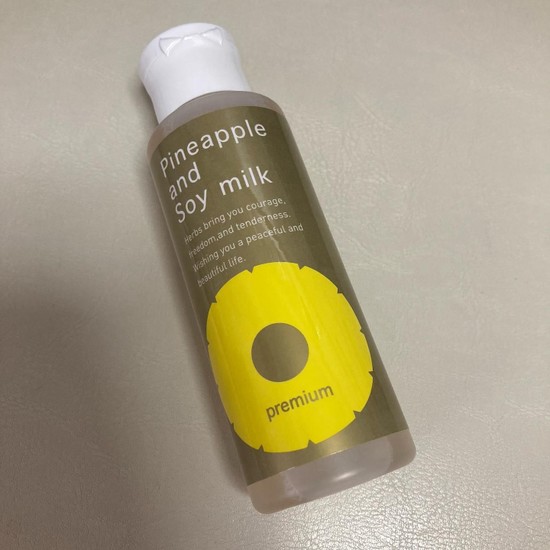 Pineapple
and
Soy milk
Herbs bring you courage,
freedom,and tenderness.
Wishing you a peaceful and
beautiful life.
premium